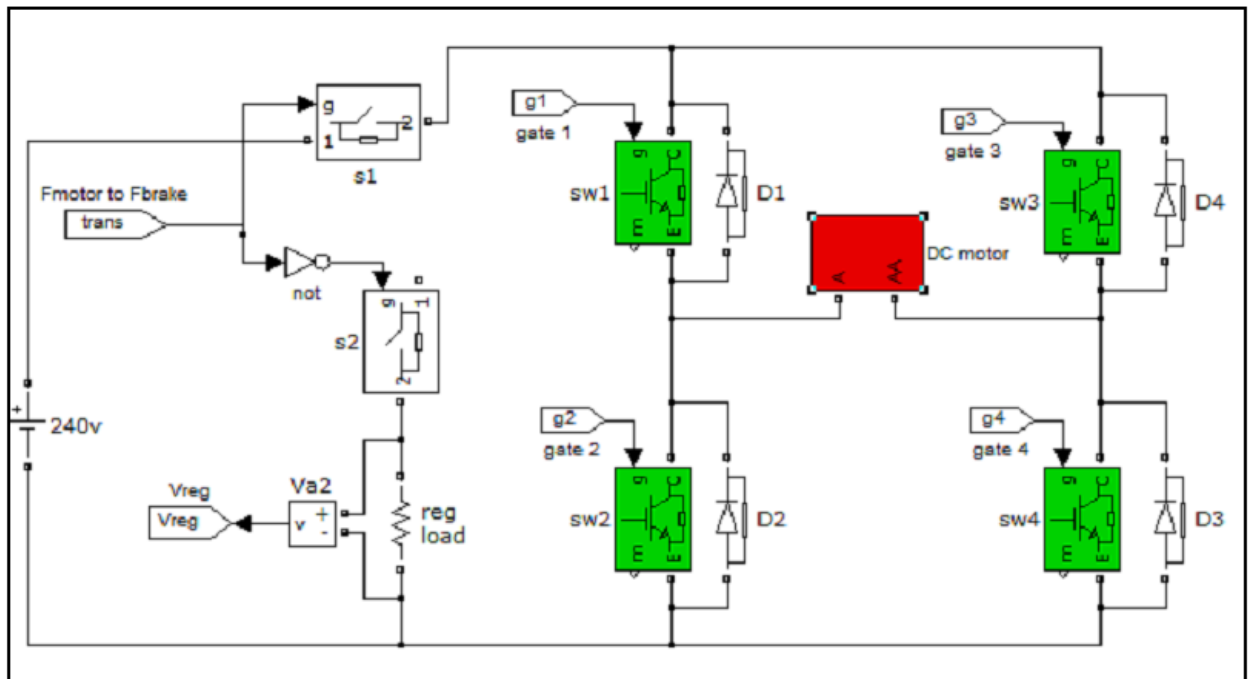 g1
gate 1
g
1
2
s1
g
C
m
E
sw1
D1
g3
gate 3
g
C
m
E
sw3
D4
Fmotor to Fbrake
trans
not
DC motor
A
AA
g
1
2
s2
+
240v
g2
gate 2
g
C
m
E
sw2
D2
g4
gate 4
g
C
m
E
sw4
D3
Vreg
Vreg
Va2
v
+
-
reg
load